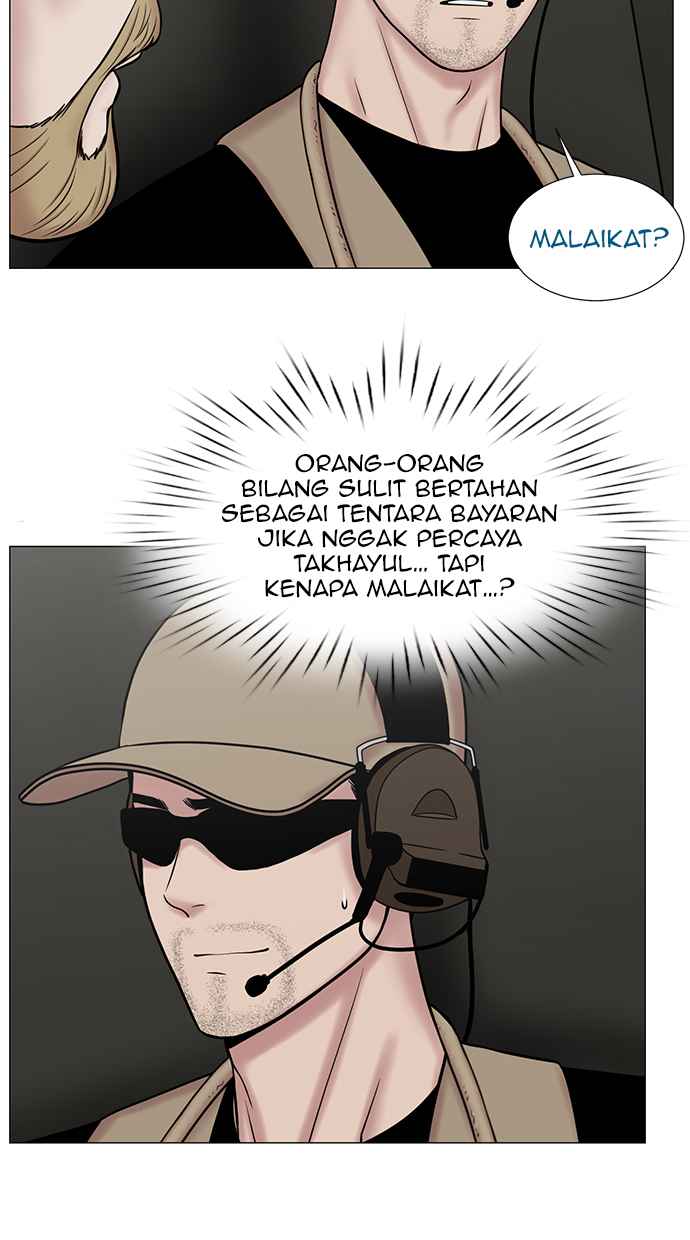 MALAIKAT?
ORANG-ORANG
BILANG SULIT BERTAHAN
SEBAGAI TENTARA BAYARAN
JIKA NGGAK PERCAYA
TAKHAYUL... TAPI
KENAPA MALAIKAT...?